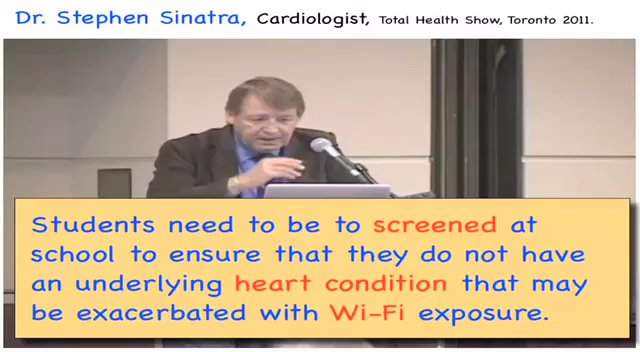 Dr. Stephen Sinatra, Cardiologist, Total Health Show, Toronto 2011.
Students need to be to screened at
school to ensure that they do not have
an underlying heart condition that may
be exacerbated with Wi-Fi exposure.